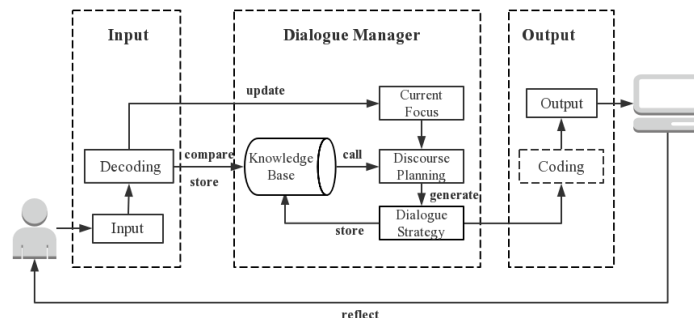 Input
Dialogue Manager
Output
update
Current
Focus
Output
Decoding
compare
store
Knowledge
Base
call
Discourse
Planning
Coding
generate
Input
store
Dialogue
Strategy
reflect